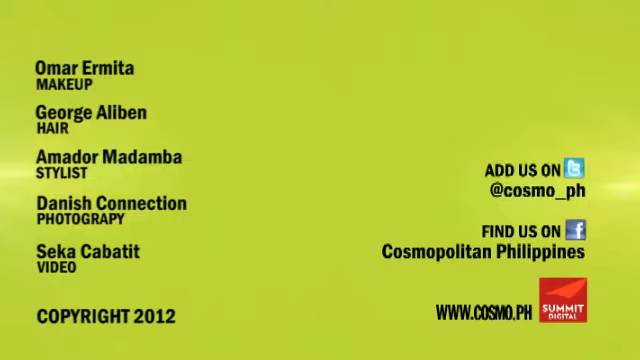 Omar Ermita
MAKEUP
George Aliben
HAIR
Amador Madamba
STYLIST
Danish Connection
PHOTOGRAPY
Seka Cabatit
VIDEO
COPYRIGHT 2012
ADD US ON
@cosmo_ph
FIND US ON f
Cosmopolitan Philippines
WWW.COSMO.PH
SUMMIT
DIGITAL